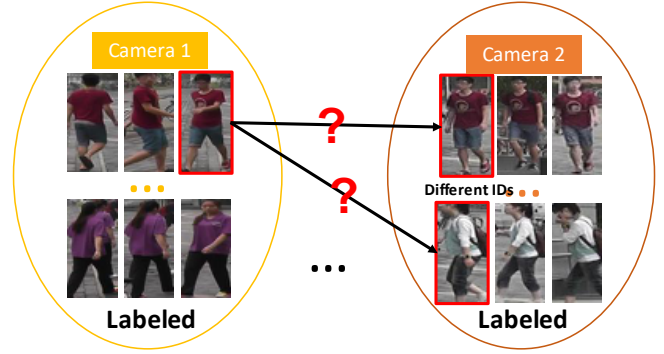 Camera 1
Camera 2
?
...
?
Different IDs
...
...
Labeled
Labeled